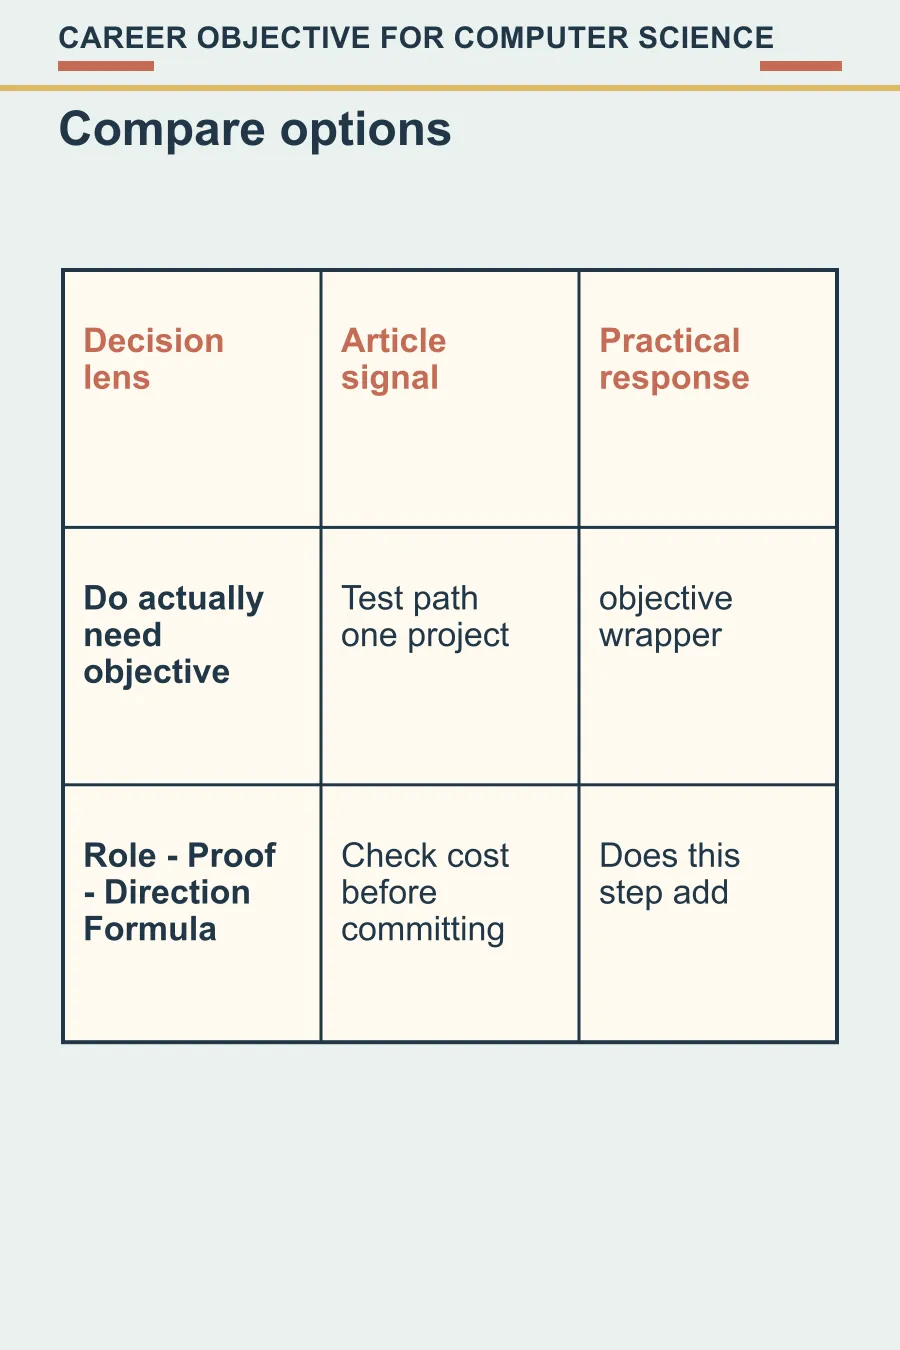 CAREER OBJECTIVE FOR COMPUTER SCIENCE
Compare options
Decision
lens
Article
signal
Practical
response
Do actually
need
objective
Test path
one project
objective
wrapper
Role - Proof
- Direction
Formula
Check cost
before
committing
Does this
step add